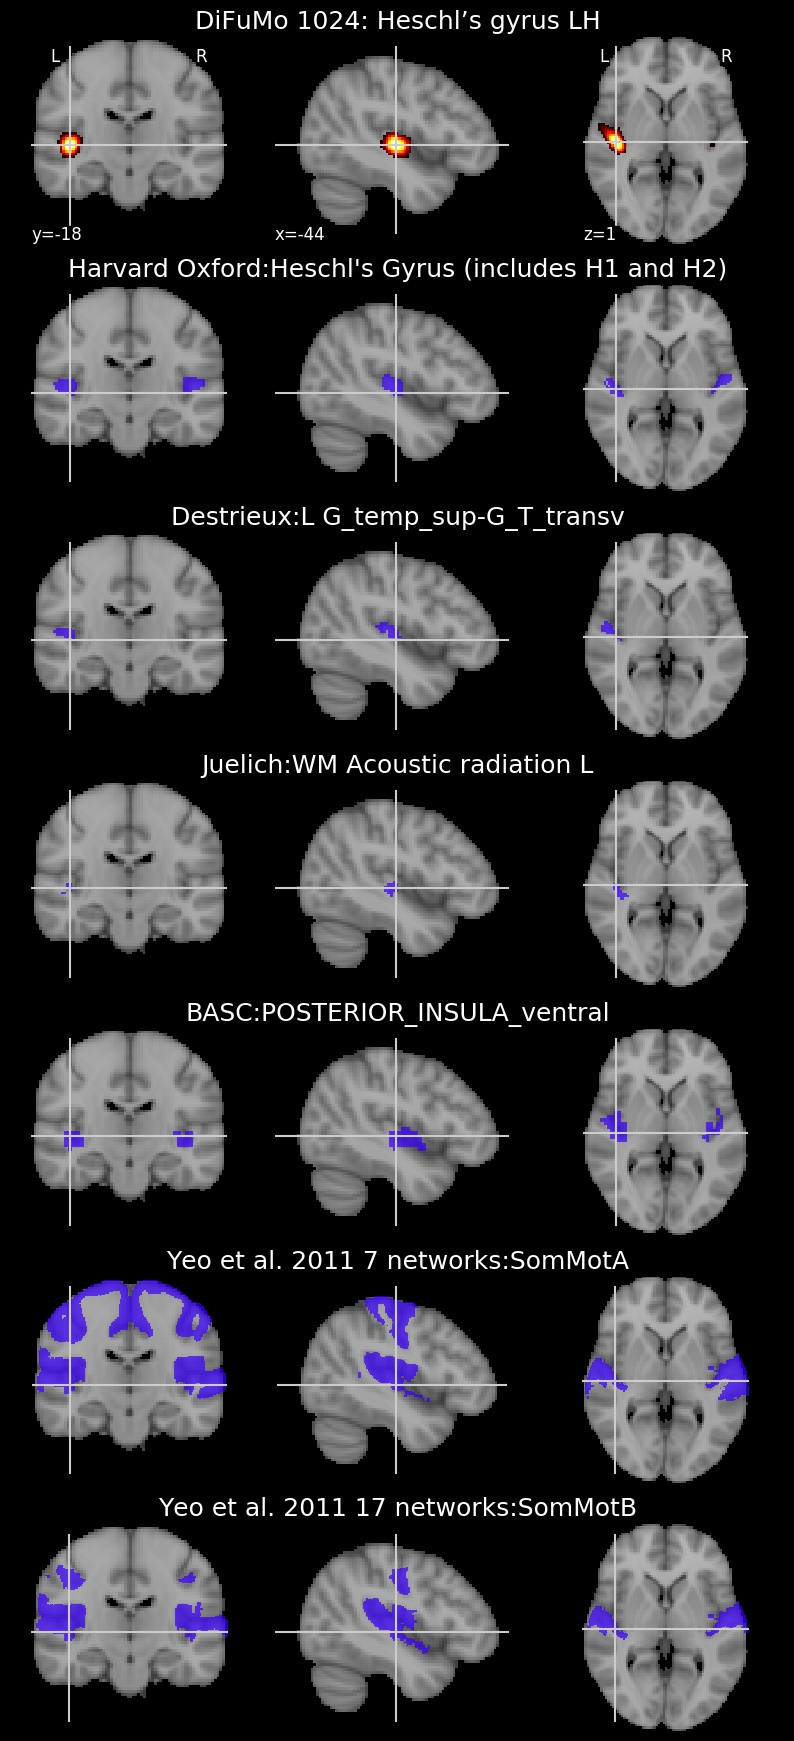 DiFuMo 1024: Heschl’s gyrus LH
L R L R
y=-18 x=-44 z=1
Harvard Oxford:Heschl's Gyrus (includes H1 and H2)
Destrieux:L G_temp_sup-G_T_transv
Juelich:WM Acoustic radiation L
BASC:POSTERIOR_INSULA_ventral
Yeo et al. 2011 7 networks:SomMotA
Yeo et al. 2011 17 networks:SomMotB